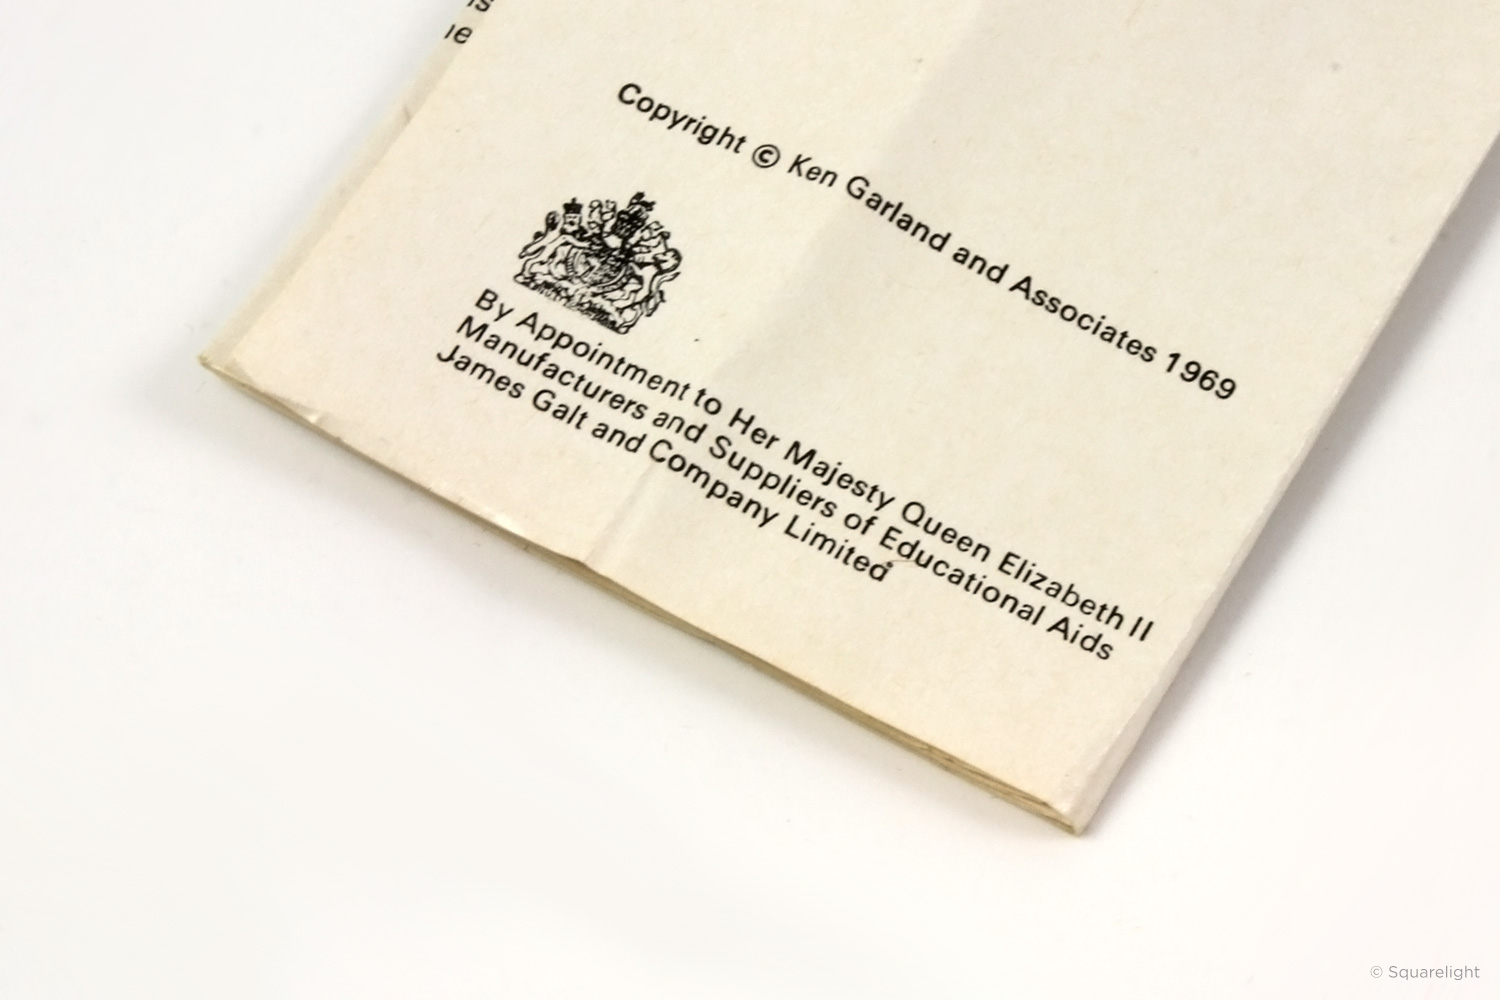 Copyright © Ken Garland and Associates 1969
By Appointment to Her Majesty Queen Elizabeth II
Manufacturers and Suppliers of Educational Aids
James Galt and Company Limited
© Squarelight